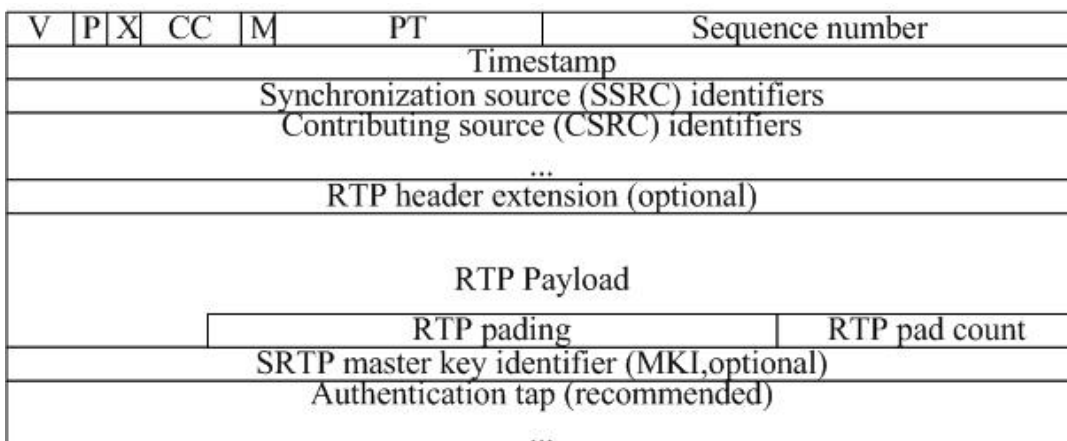 V P X CC M PT Sequence number
Timestamp
Synchronization source (SSRC) identifiers
Contributing source (CSRC) identifiers
...
RTP header extension (optional)
RTP Payload
RTP pading RTP pad count
SRTP master key identifier (MKI,optional)
Authentication tap (recommended)
...